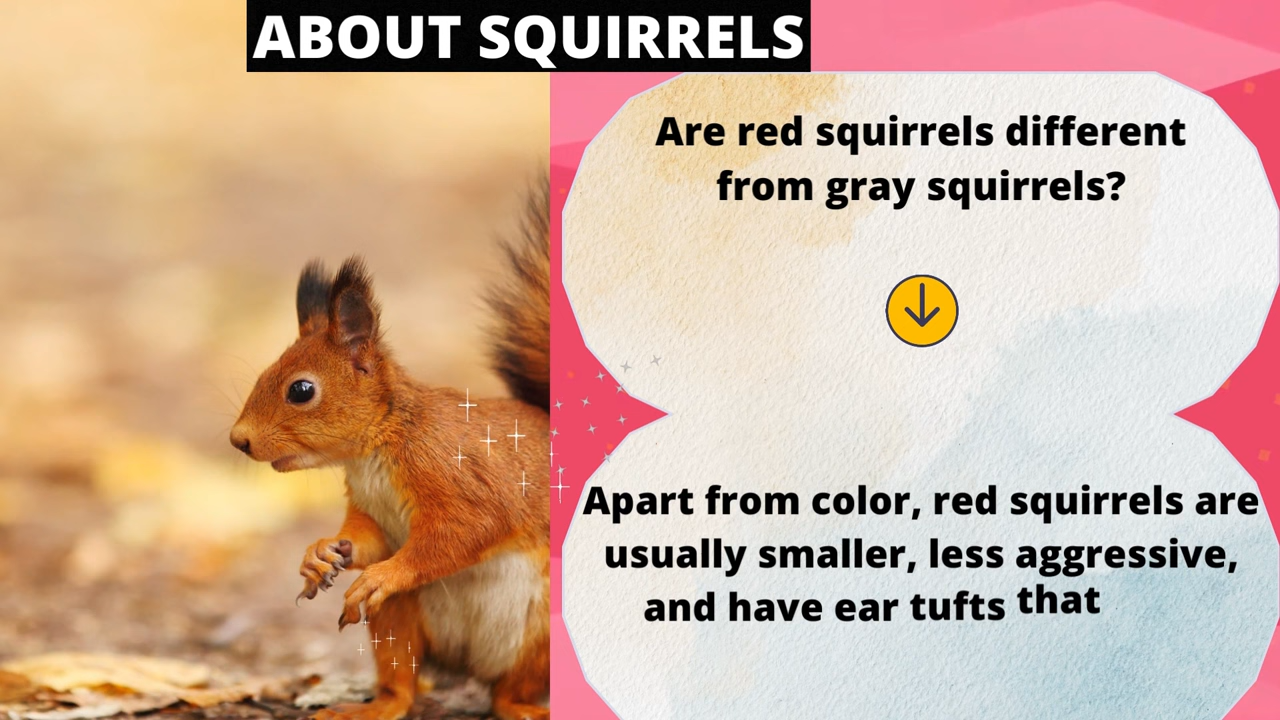 ABOUT SQUIRRELS
Are red squirrels different
from gray squirrels?
Apart from color, red squirrels are
usually smaller, less aggressive,
and have ear tufts that